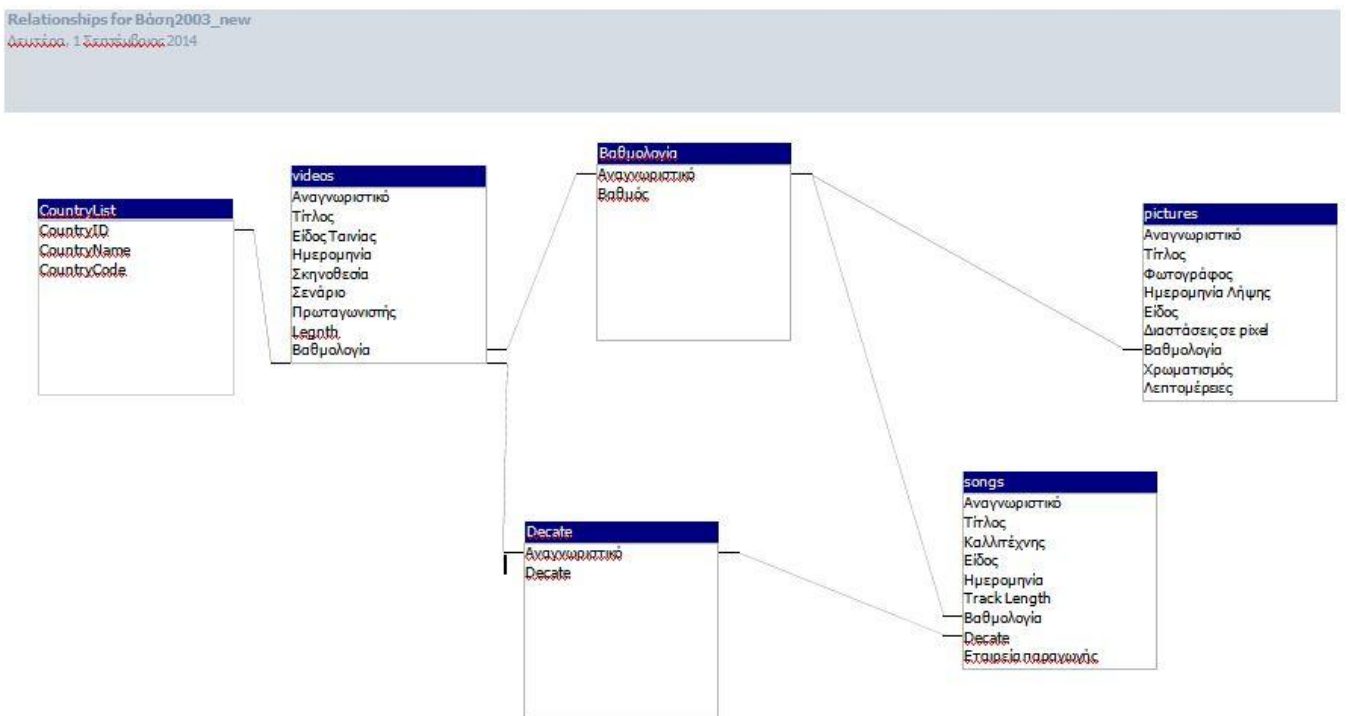 Relationships for Βάση2003_new
Δευτέρα, 1 Σεπτέμβριος 2014
CountryList
CountryID
CountryName
CountryCode
videos
Αναγνωριστικό
Τίτλος
Είδος Ταινίας
Ημερομηνία
Σκηνοθεσία
Σενάριο
Πρωταγωνιστής
Legnth
Βαθμολογία
Βαθμολογία
Αναγνωριστικό
Βαθμός
pictures
Αναγνωριστικό
Τίτλος
Φωτογράφος
Ημερομηνία Λήψης
Είδος
Διαστάσεις σε pixel
Βαθμολογία
Χρωματισμός
Λεπτομέρειες
Decate
Αναγνωριστικό
Decate
songs
Αναγνωριστικό
Τίτλος
Καλλιτέχνης
Είδος
Ημερομηνία
Track Length
Βαθμολογία
Decate
Εταιρεία παραγωγής